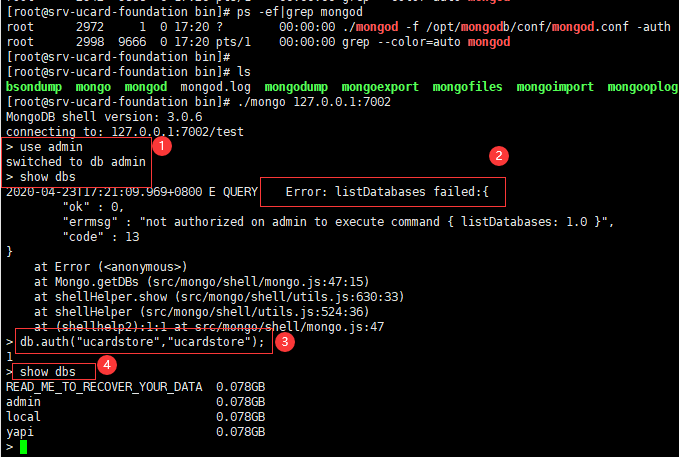 [root@srv-ucard-foundation bin]# ps -ef|grep mongod
root      2972     1  0 17:20 ?        00:00:00 ./mongod -f /opt/mongodb/conf/mongod.conf -auth
root      2998  9666  0 17:20 pts/1    00:00:00 grep --color=auto mongod
[root@srv-ucard-foundation bin]#
[root@srv-ucard-foundation bin]# ls
bsondump  mongo  mongod  mongod.log  mongodump  mongoexport  mongofiles  mongoimport  mongooplog
[root@srv-ucard-foundation bin]# ./mongo 127.0.0.1:7002
MongoDB shell version: 3.0.6
connecting to: 127.0.0.1:7002/test
> use admin
1
switched to db admin
2
> show dbs
2020-04-23T17:21:09.969+0800 E QUERY    Error: listDatabases failed:{
"ok" : 0,
"errmsg" : "not authorized on admin to execute command { listDatabases: 1.0 }",
"code" : 13
}
at Error (<anonymous>)
at Mongo.getDBs (src/mongo/shell/mongo.js:47:15)
at shellHelper.show (src/mongo/shell/utils.js:630:33)
at shellHelper (src/mongo/shell/utils.js:524:36)
at (shellhelp2):1:1 at src/mongo/shell/mongo.js:47
> db.auth("ucardstore","ucardstore");
3
1
4
> show dbs
READ_ME_TO_RECOVER_YOUR_DATA  0.078GB
admin                         0.078GB
local                         0.078GB
yapi                          0.078GB
>